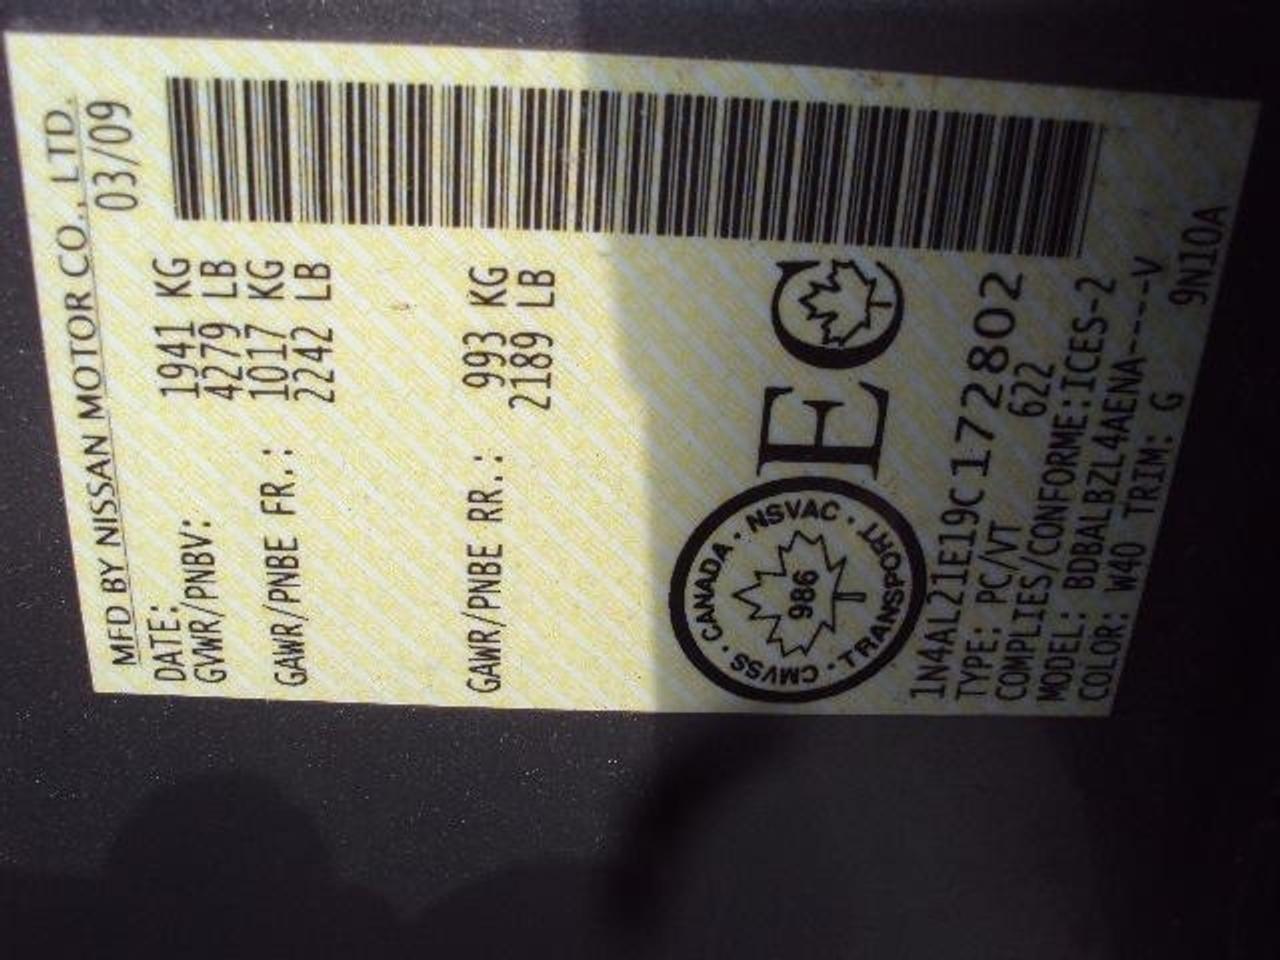 MFD BY NISSAN MOTOR CO., LTD.
DATE: 03/09
GVWR/PNBV: 1941 KG
4279 LB
GAWR/PNBE FR.: 1017 KG
2242 LB
GAWR/PNBE RR.: 993 KG
2189 LB
CANADA · NSVAC · TRANSPORT · CMVSS ·
986
EC
1N4AL21E19C172802
TYPE: PC/VT 622
COMPLIES/CONFORME:ICES-2
MODEL: BDBALBZL4AENA----V
COLOR: W40 TRIM: G 9N10A